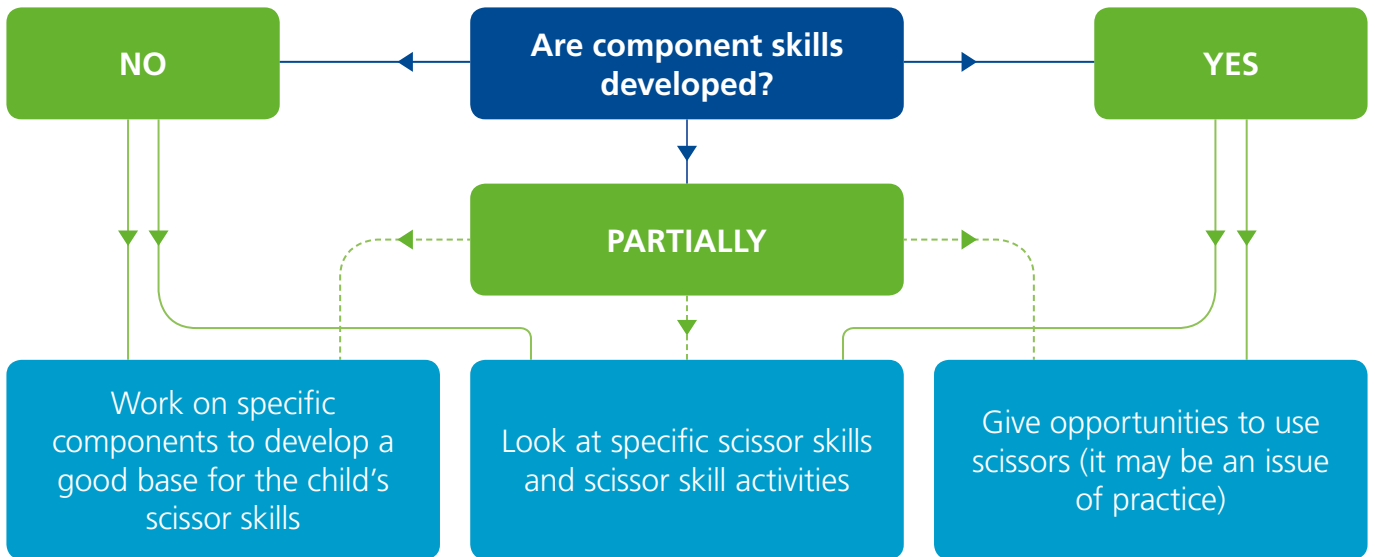 NO
Are component skills
developed?
YES
PARTIALLY
Work on specific
components to develop a
good base for the child’s
scissor skills
Look at specific scissor skills
and scissor skill activities
Give opportunities to use
scissors (it may be an issue
of practice)